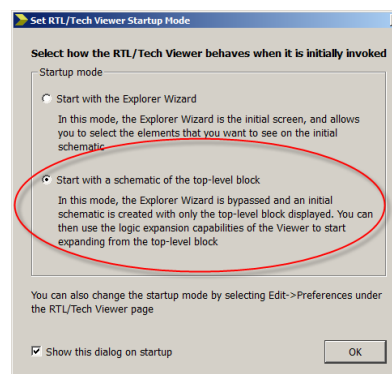 Set RTL/Tech Viewer Startup Mode
Select how the RTL/Tech Viewer behaves when it is initially invoked
Startup mode
Start with the Explorer Wizard
In this mode, the Explorer Wizard is the initial screen, and allows
you to select the elements that you want to see on the initial
schematic
Start with a schematic of the top-level block
In this mode, the Explorer Wizard is bypassed and an initial
schematic is created with only the top-level block displayed. You can
then use the logic expansion capabilities of the Viewer to start
expanding from the top-level block
You can also change the startup mode by selecting Edit->Preferences under
the RTL/Tech Viewer page
Show this dialog on startup
OK